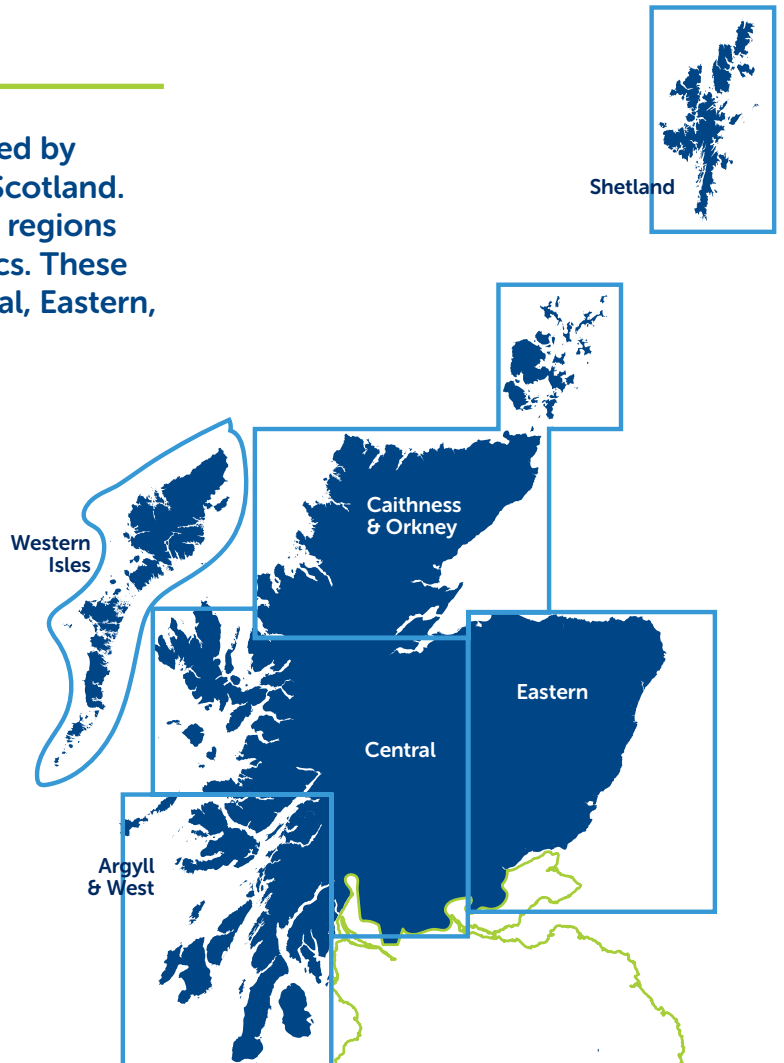 ed by
Scotland.
regions
cs. These
al, Eastern,
Shetland
Caithness
& Orkney
Western
Isles
Eastern
Central
Argyll
& West